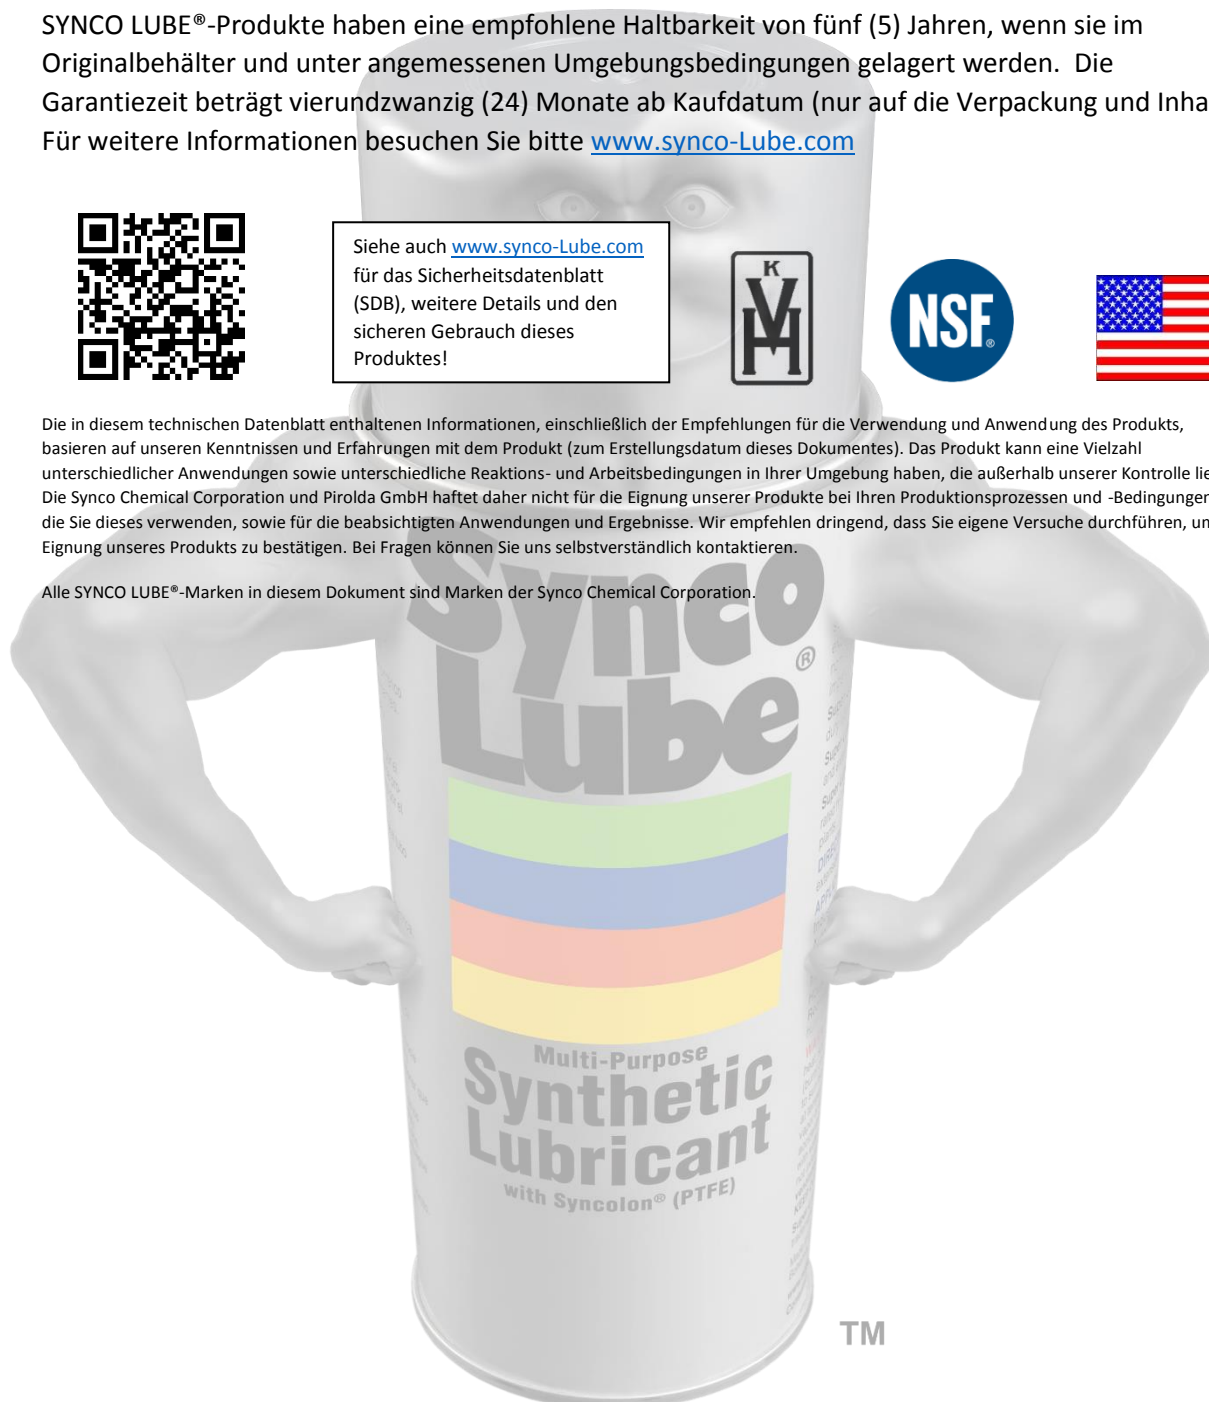 SYNCO LUBE®-Produkte haben eine empfohlene Haltbarkeit von fünf (5) Jahren, wenn sie im
Originalbehälter und unter angemessenen Umgebungsbedingungen gelagert werden.  Die
Garantiezeit beträgt vierundzwanzig (24) Monate ab Kaufdatum (nur auf die Verpackung und Inha
Für weitere Informationen besuchen Sie bitte www.synco-Lube.com
Siehe auch www.synco-Lube.com
für das Sicherheitsdatenblatt
(SDB), weitere Details und den
sicheren Gebrauch dieses
Produktes!
K
VH
NSF®
Die in diesem technischen Datenblatt enthaltenen Informationen, einschließlich der Empfehlungen für die Verwendung und Anwendung des Produkts,
basieren auf unseren Kenntnissen und Erfahrungen mit dem Produkt (zum Erstellungsdatum dieses Dokumentes). Das Produkt kann eine Vielzahl
unterschiedlicher Anwendungen sowie unterschiedliche Reaktions- und Arbeitsbedingungen in Ihrer Umgebung haben, die außerhalb unserer Kontrolle lie
Die Synco Chemical Corporation und Pirolda GmbH haftet daher nicht für die Eignung unserer Produkte bei Ihren Produktionsprozessen und -Bedingungen
die Sie dieses verwenden, sowie für die beabsichtigten Anwendungen und Ergebnisse. Wir empfehlen dringend, dass Sie eigene Versuche durchführen, un
Eignung unseres Produkts zu bestätigen. Bei Fragen können Sie uns selbstverständlich kontaktieren.
Alle SYNCO LUBE®-Marken in diesem Dokument sind Marken der Synco Chemical Corporation.
Synco
Lube®
Multi-Purpose
Synthetic
Lubricant
with Syncolon® (PTFE)
TM